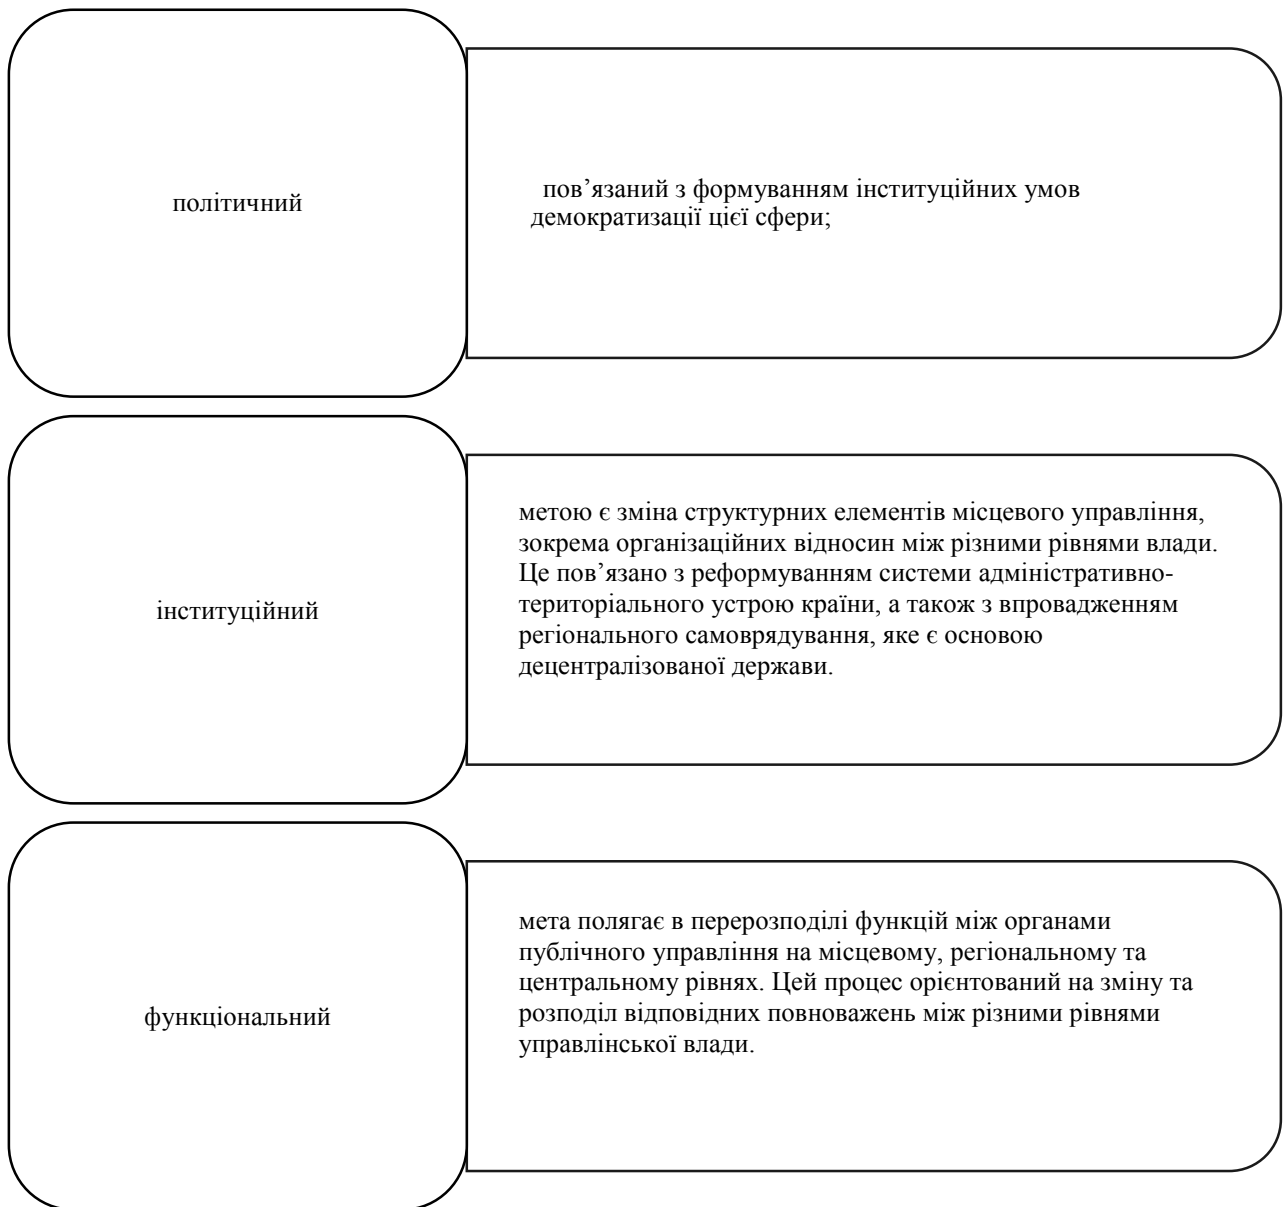 політичний
пов’язаний з формуванням інституційних умов
демократизації цієї сфери;
інституційний
метою є зміна структурних елементів місцевого управління,
зокрема організаційних відносин між різними рівнями влади.
Це пов’язано з реформуванням системи адміністративно-
територіального устрою країни, а також з впровадженням
регіонального самоврядування, яке є основою
децентралізованої держави.
функціональний
мета полягає в перерозподілі функцій між органами
публічного управління на місцевому, регіональному та
центральному рівнях. Цей процес орієнтований на зміну та
розподіл відповідних повноважень між різними рівнями
управлінської влади.